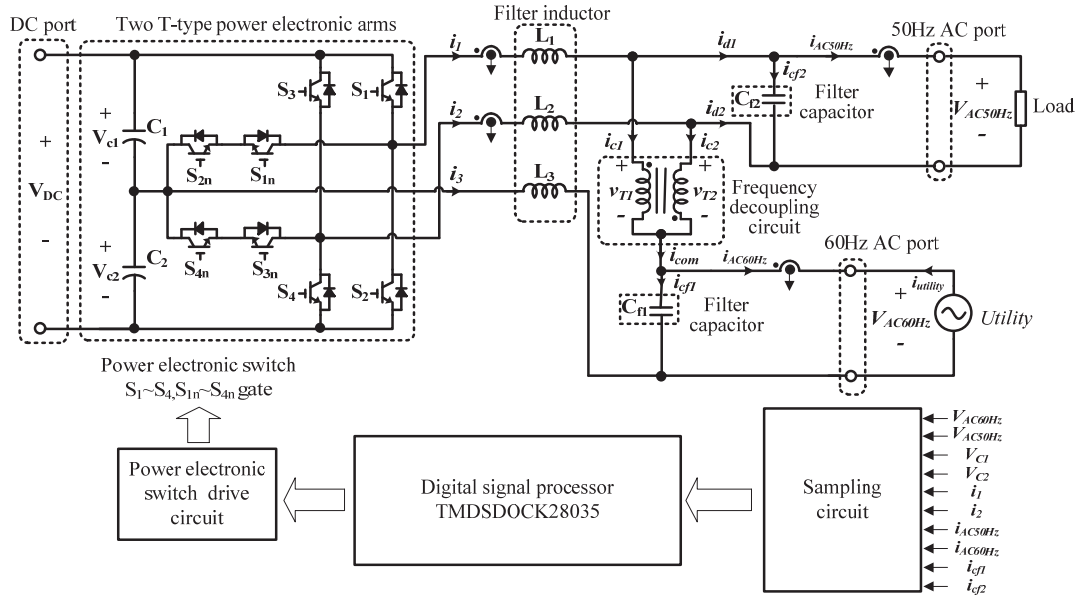 DC port
Two T-type power electronic arms
Filter inductor
50Hz AC port
i1
L1
id1
iAC50Hz
icf2
S3
S1
Cf2
Filter
capacitor
+
VAC50Hz
-
Load
i2
L2
id2
+
Vc1
-
C1
S2n
S1n
ic1
ic2
+
VDC
-
i3
L3
+
vT1
-
+
vT2
-
Frequency
decoupling
circuit
+
Vc2
-
C2
S4n
S3n
icom
iAC60Hz
60Hz AC port
S4
S2
icf1
Cf1
Filter
capacitor
+
VAC60Hz
-
iutility
Utility
Power electronic switch
S1~S4,S1n~S4n gate
Power electronic
switch drive
circuit
Digital signal processor
TMDSDOCK28035
Sampling
circuit
VAC60Hz
VAC50Hz
VC1
VC2
i1
i2
iAC50Hz
iAC60Hz
icf1
icf2